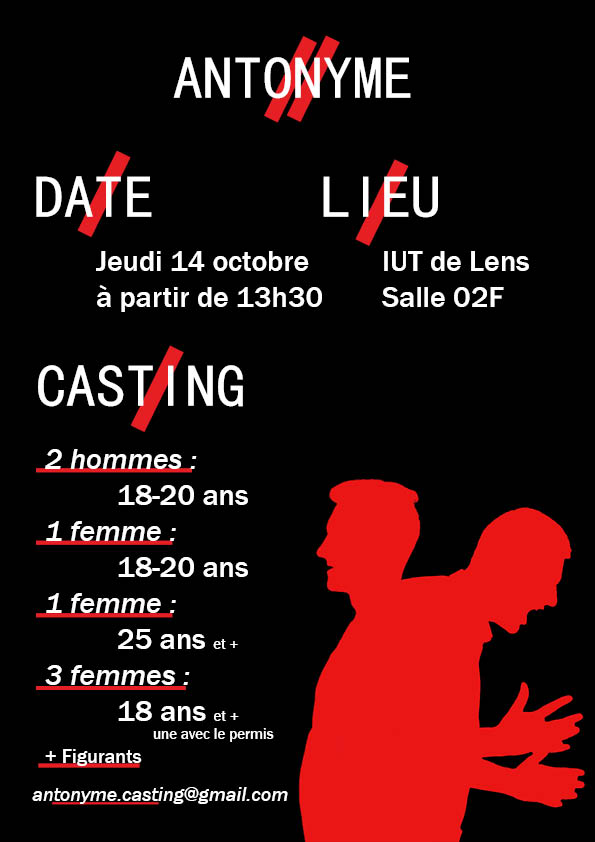 ANTONYME
DATE
Jeudi 14 octobre
à partir de 13h30
LIEU
IUT de Lens
Salle 02F
CASTING
2 hommes :
18-20 ans
1 femme :
18-20 ans
1 femme :
25 ans et +
3 femmes :
18 ans et +
une avec le permis
+ Figurants
antonyme.casting@gmail.com